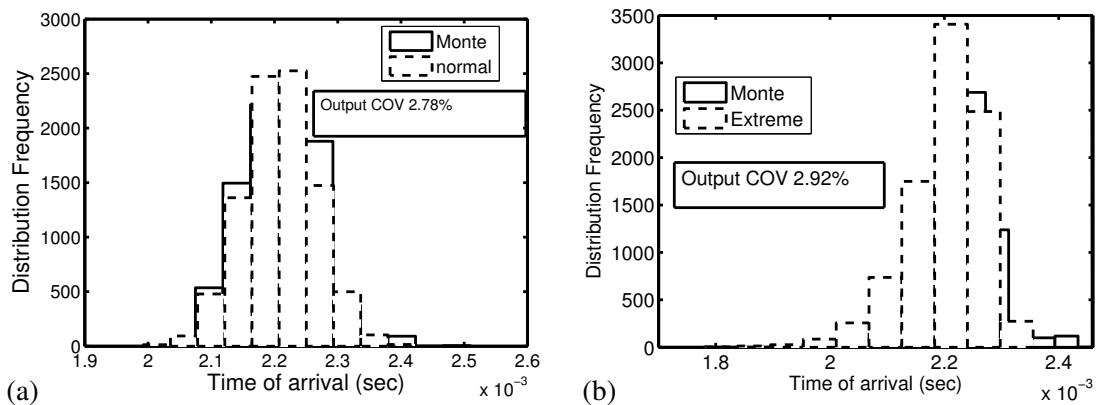 3000
2500
2000
1500
1000
500
0
Distribution Frequency
Monte
normal
Output COV 2.78%
1.9 2 2.1 2.2 2.3 2.4 2.5 2.6
Time of arrival (sec)
x 10⁻³
(a)
3500
3000
2500
2000
1500
1000
500
0
Distribution Frequency
Monte
Extreme
Output COV 2.92%
1.8 2 2.2 2.4
Time of arrival (sec)
x 10⁻³
(b)